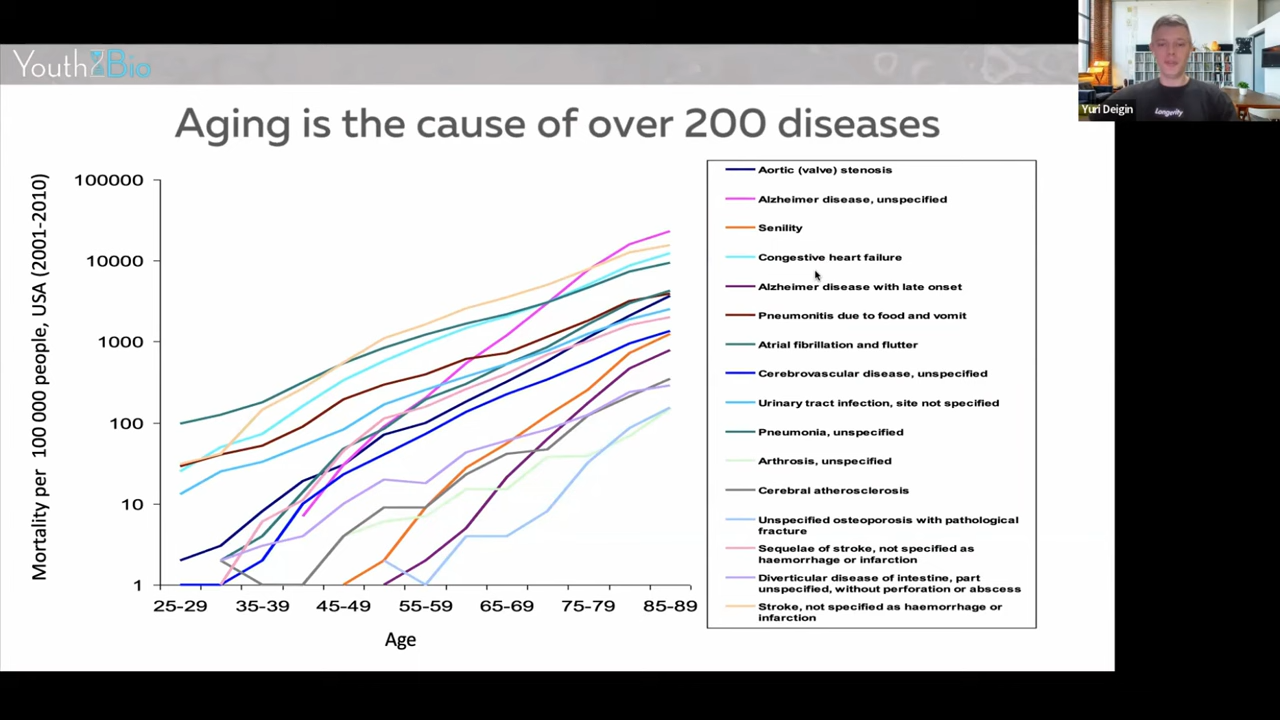 Youth Bio
Yuri Deigin
Longevity
Aging is the cause of over 200 diseases
Mortality per 100 000 people, USA (2001-2010)
100000
10000
1000
100
10
1
25-29 35-39 45-49 55-59 65-69 75-79 85-89
Age
Aortic (valve) stenosis
Alzheimer disease, unspecified
Senility
Congestive heart failure
Alzheimer disease with late onset
Pneumonitis due to food and vomit
Atrial fibrillation and flutter
Cerebrovascular disease, unspecified
Urinary tract infection, site not specified
Pneumonia, unspecified
Arthrosis, unspecified
Cerebral atherosclerosis
Unspecified osteoporosis with pathological
fracture
Sequelae of stroke, not specified as
haemorrhage or infarction
Diverticular disease of intestine, part
unspecified, without perforation or abscess
Stroke, not specified as haemorrhage or
infarction